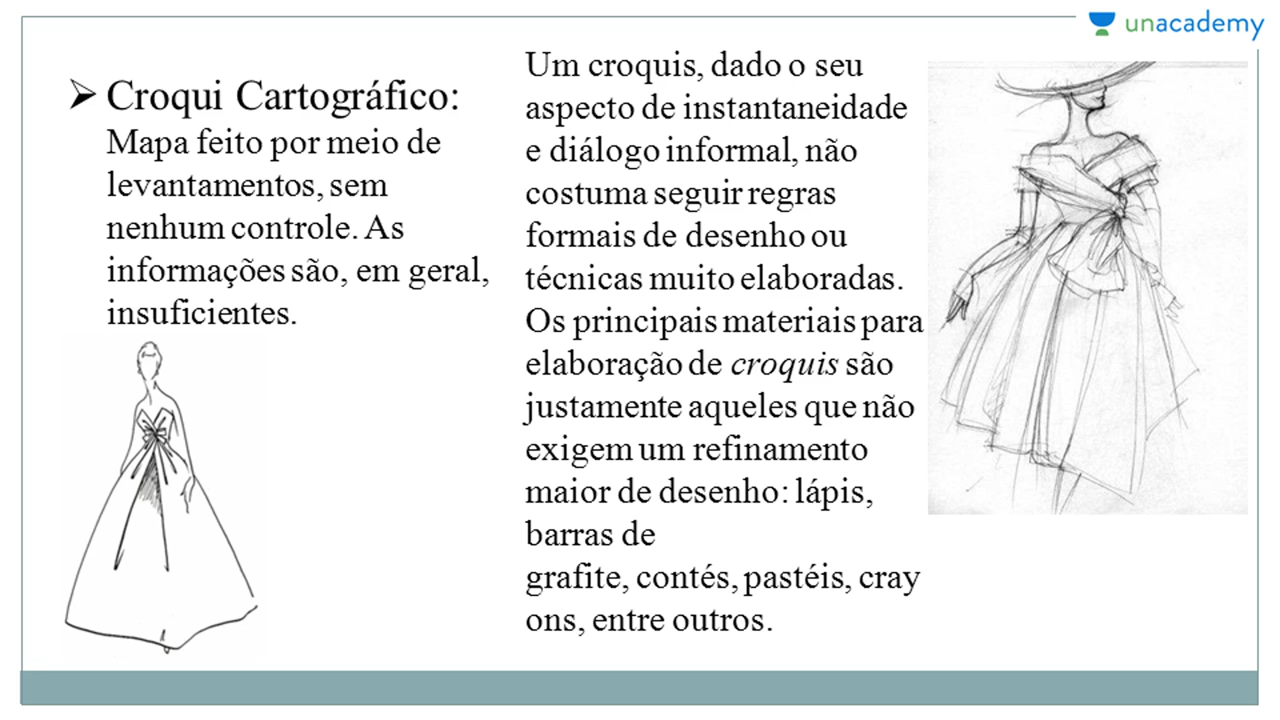 unacademy
➢ Croqui Cartográfico:
Mapa feito por meio de
levantamentos, sem
nenhum controle. As
informações são, em geral,
insuficientes.
Um croquis, dado o seu
aspecto de instantaneidade
e diálogo informal, não
costuma seguir regras
formais de desenho ou
técnicas muito elaboradas.
Os principais materiais para
elaboração de croquis são
justamente aqueles que não
exigem um refinamento
maior de desenho: lápis,
barras de
grafite, contés, pastéis, cray
ons, entre outros.